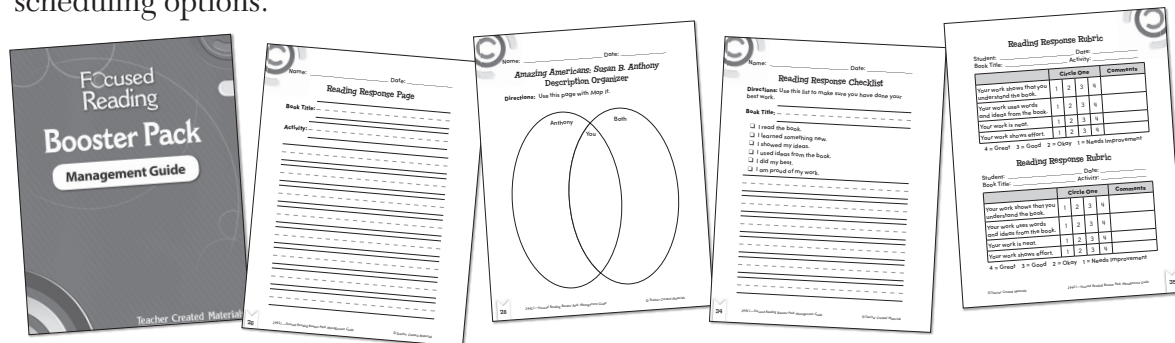 scheduling options.
Focused
Reading
Booster Pack
Management Guide
Teacher Created Materials
Name: Date:
Reading Response Page
Book Title:
Activity:
26
Name: Date:
Amazing Americans: Susan B. Anthony
Description Organizer
Directions: Use this page with Map it.
Anthony
Both
You
28
© Teacher Created Materials
Name: Date:
Reading Response Checklist
Directions: Use this list to make sure you have done your
best work.
Book Title:
I read the book.
I learned something new.
I showed my ideas.
I used ideas from the book.
I did my best.
I am proud of my work.
34
© Teacher Created Materials
Reading Response Rubric
Student: Date:
Book Title: Activity:
Circle One Comments
Your work shows that you
understand the book. 1 2 3 4
Your work uses words
and ideas from the book. 1 2 3 4
Your work is neat. 1 2 3 4
Your work shows effort. 1 2 3 4
4 = Great 3 = Good 2 = Okay 1 = Needs Improvement
Reading Response Rubric
Student: Date:
Book Title: Activity:
Circle One Comments
Your work shows that you
understand the book. 1 2 3 4
Your work uses words
and ideas from the book. 1 2 3 4
Your work is neat. 1 2 3 4
Your work shows effort. 1 2 3 4
4 = Great 3 = Good 2 = Okay 1 = Needs Improvement
35